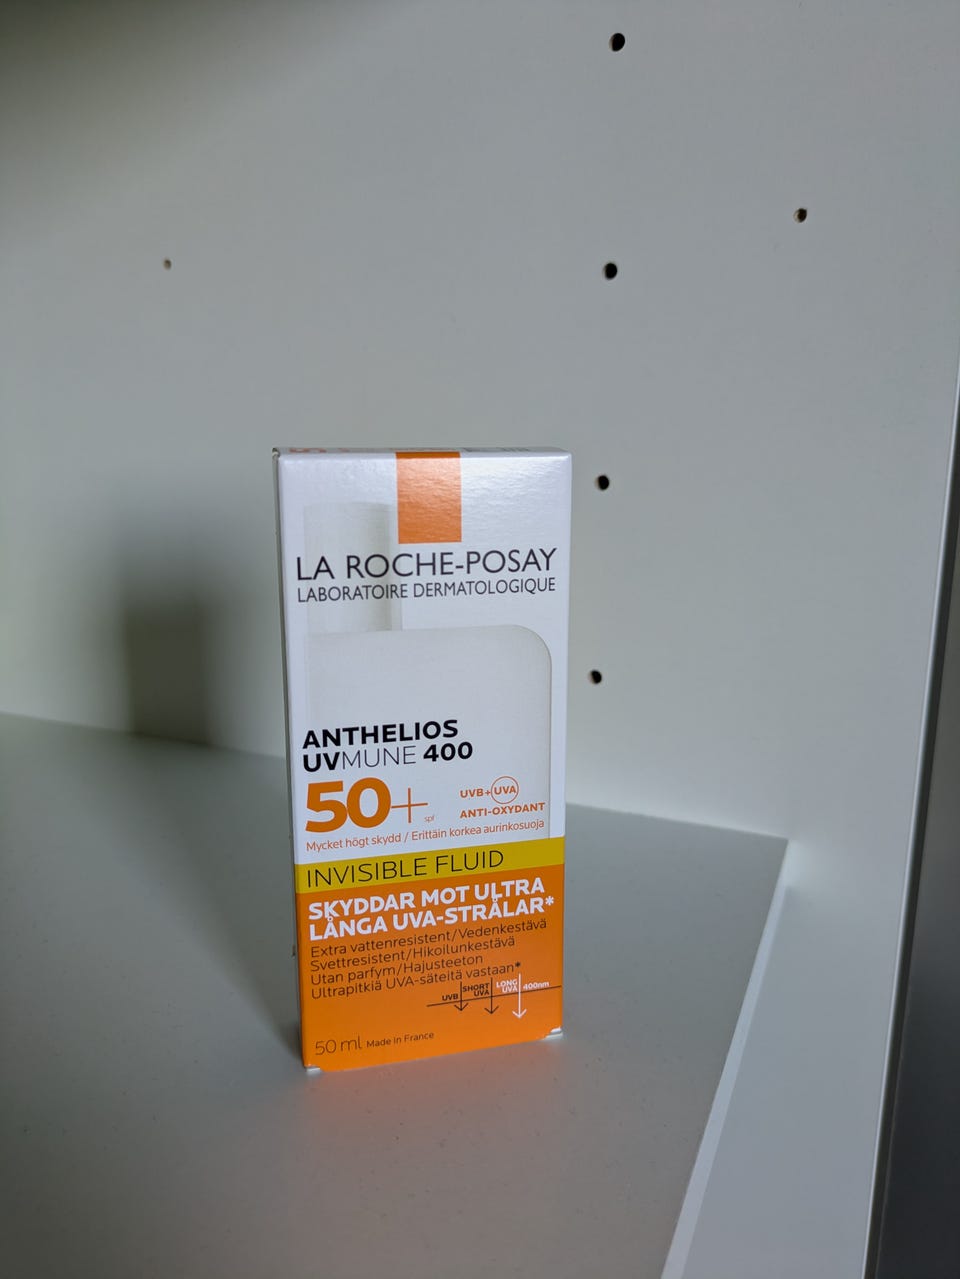 LA ROCHE-POSAY
LABORATOIRE DERMATOLOGIQUE
ANTHELIOS
UVMUNE 400
50+ spf
UVB+UVA
ANTI-OXYDANT
Mycket högt skydd / Erittäin korkea aurinkosuoja
INVISIBLE FLUID
SKYDDAR MOT ULTRA
LÅNGA UVA-STRÅLAR*
Extra vattenresistent/Vedenkestävä
Svettresistent/Hikoilunkestävä
Utan parfym/Hajusteeton
Ultrapitkiä UVA-säteitä vastaan*
UVB
SHORT
UVA
LONG
UVA
400nm
50 ml Made in France